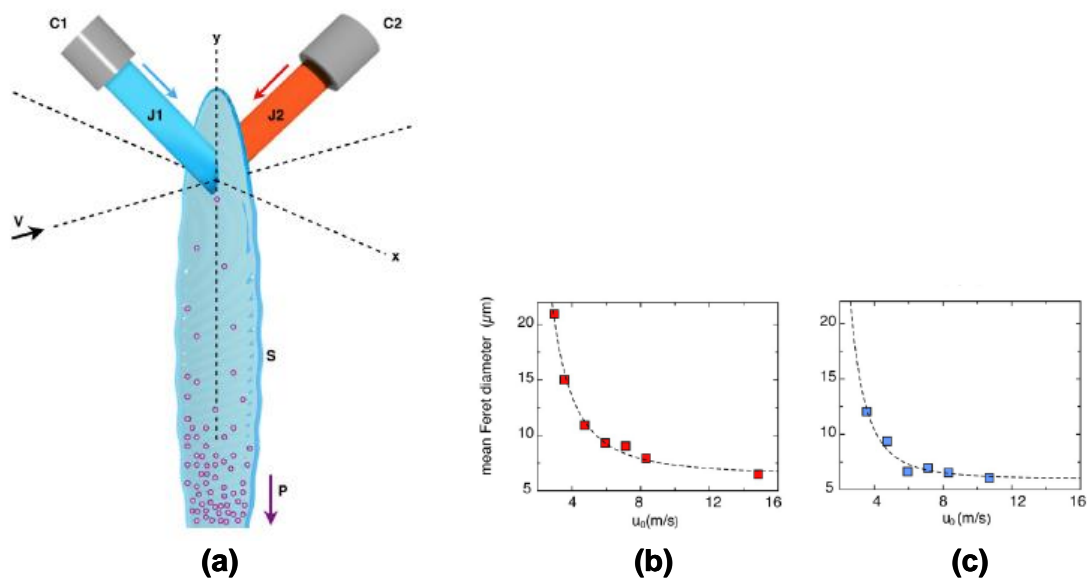 C1
C2
y
J1
J2
V
x
S
P
(a)
mean Feret diameter (µm)
20
15
10
5
4
8
12
16
u₀(m/s)
(b)
20
15
10
5
4
8
12
16
u₀(m/s)
(c)